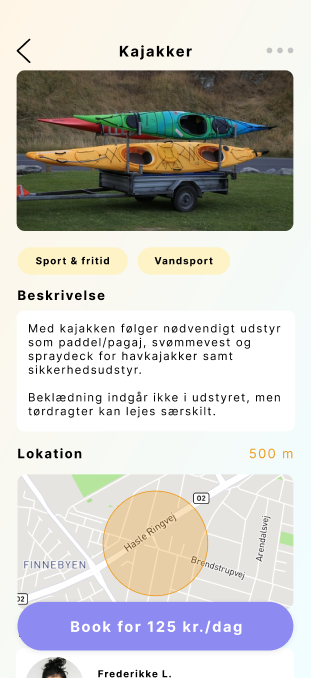 Kajakker
Sport & fritid
Vandsport
Beskrivelse
Med kajakken følger nødvendigt udstyr
som paddel/pagaj, svømmevest og
spraydeck for havkajakker samt
sikkerhedsudstyr.
Beklædning indgår ikke i udstyret, men
tørdragter kan lejes særskilt.
Lokation
500 m
02
Hasle Ringvej
Arendalsvej
FINNEBYEN
Brendstrupvej
02
Book for 125 kr./dag
Frederikke L.